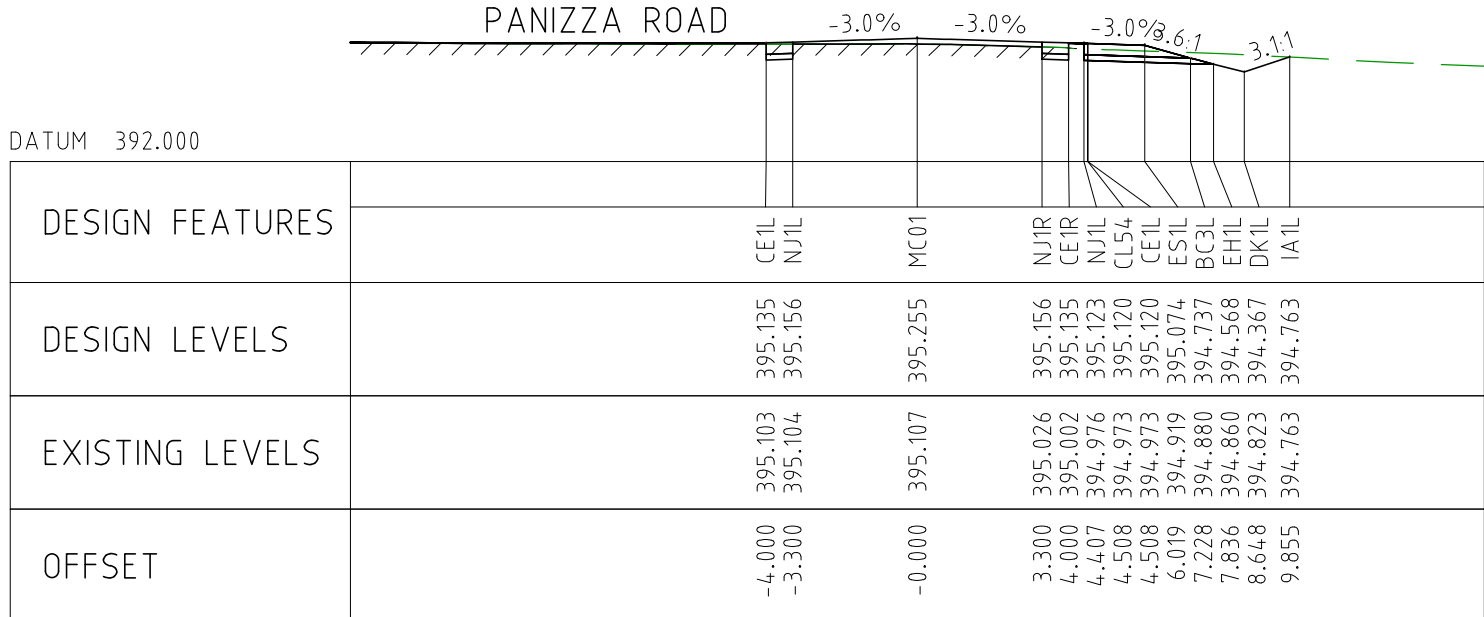 PANIZZA ROAD
-3.0%
-3.0%
-3.0%
3.6:1
3.1:1
DATUM 392.000
DESIGN FEATURES
CE1L
NJ1L
MC01
NJ1R
CE1R
NJ1L
CL54
CE1L
ES1L
BC3L
EH1L
DK1L
IA1L
DESIGN LEVELS
395.135
395.156
395.255
395.156
395.135
395.123
395.120
395.120
395.074
394.737
394.568
394.367
394.763
EXISTING LEVELS
395.103
395.104
395.107
395.026
395.002
394.976
394.973
394.973
394.919
394.880
394.860
394.823
394.763
OFFSET
-4.000
-3.300
-0.000
3.300
4.000
4.407
4.508
4.508
6.019
7.228
7.836
8.648
9.855